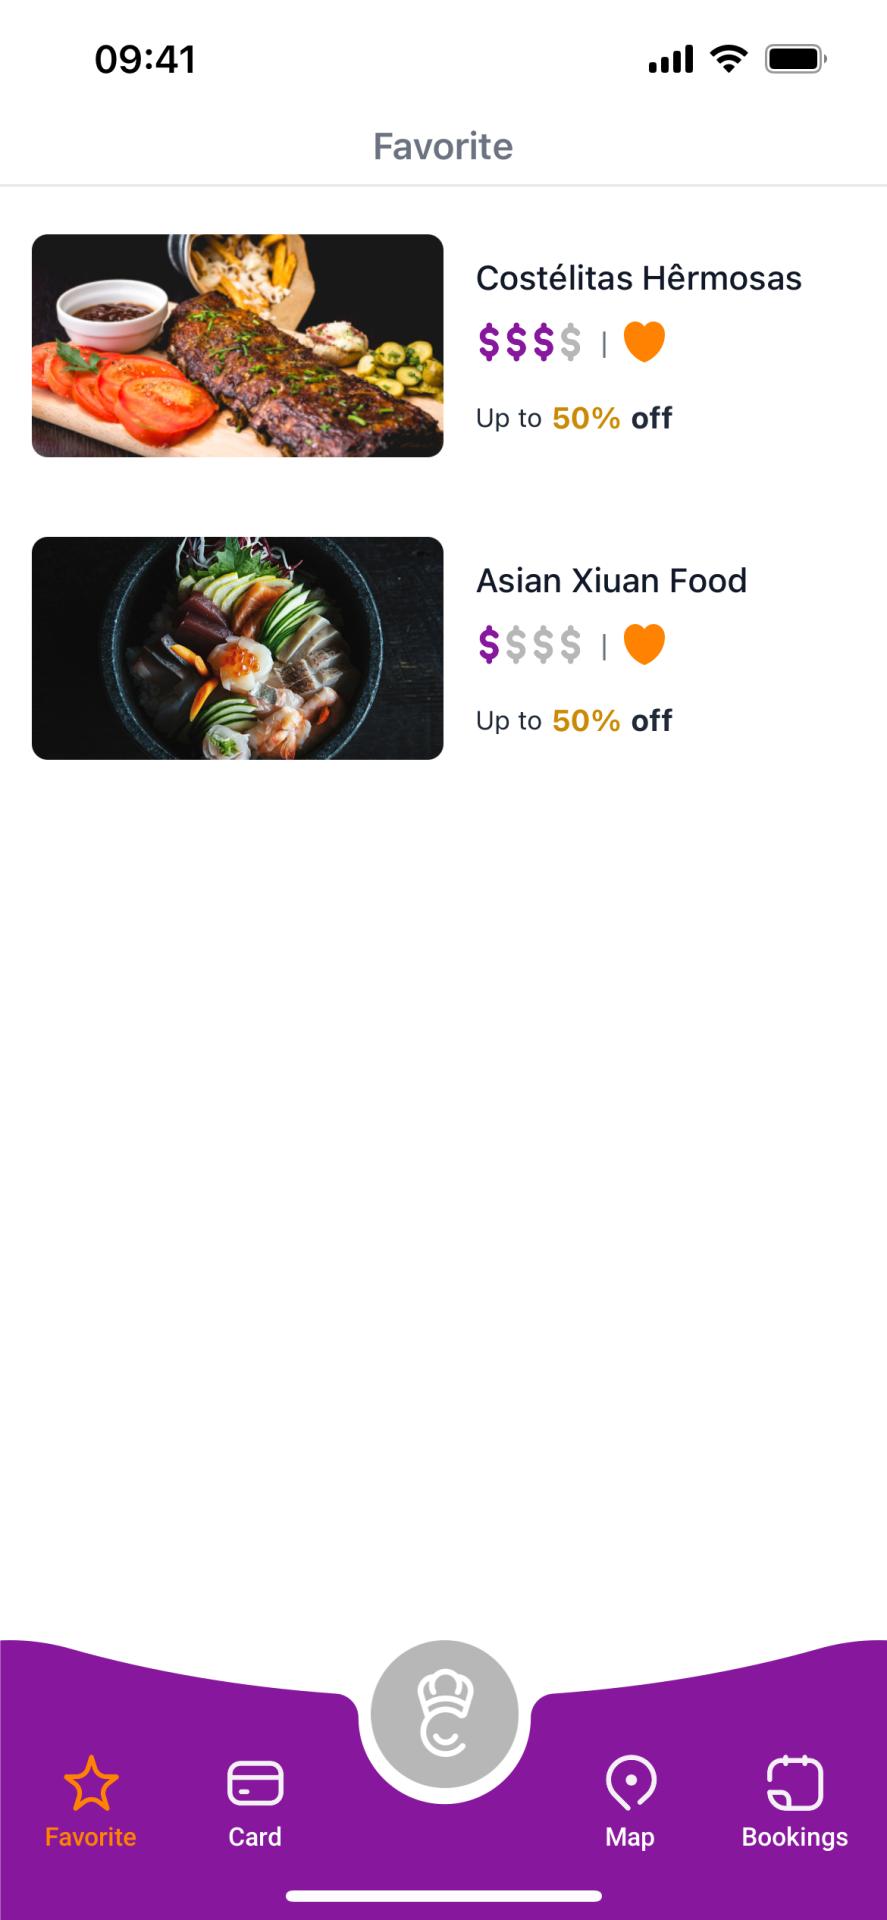 09:41
Favorite
Costélitas Hêrmosas
$$$$ |
Up to 50% off
Asian Xiuan Food
$$$$ |
Up to 50% off
Favorite
Card
Map
Bookings